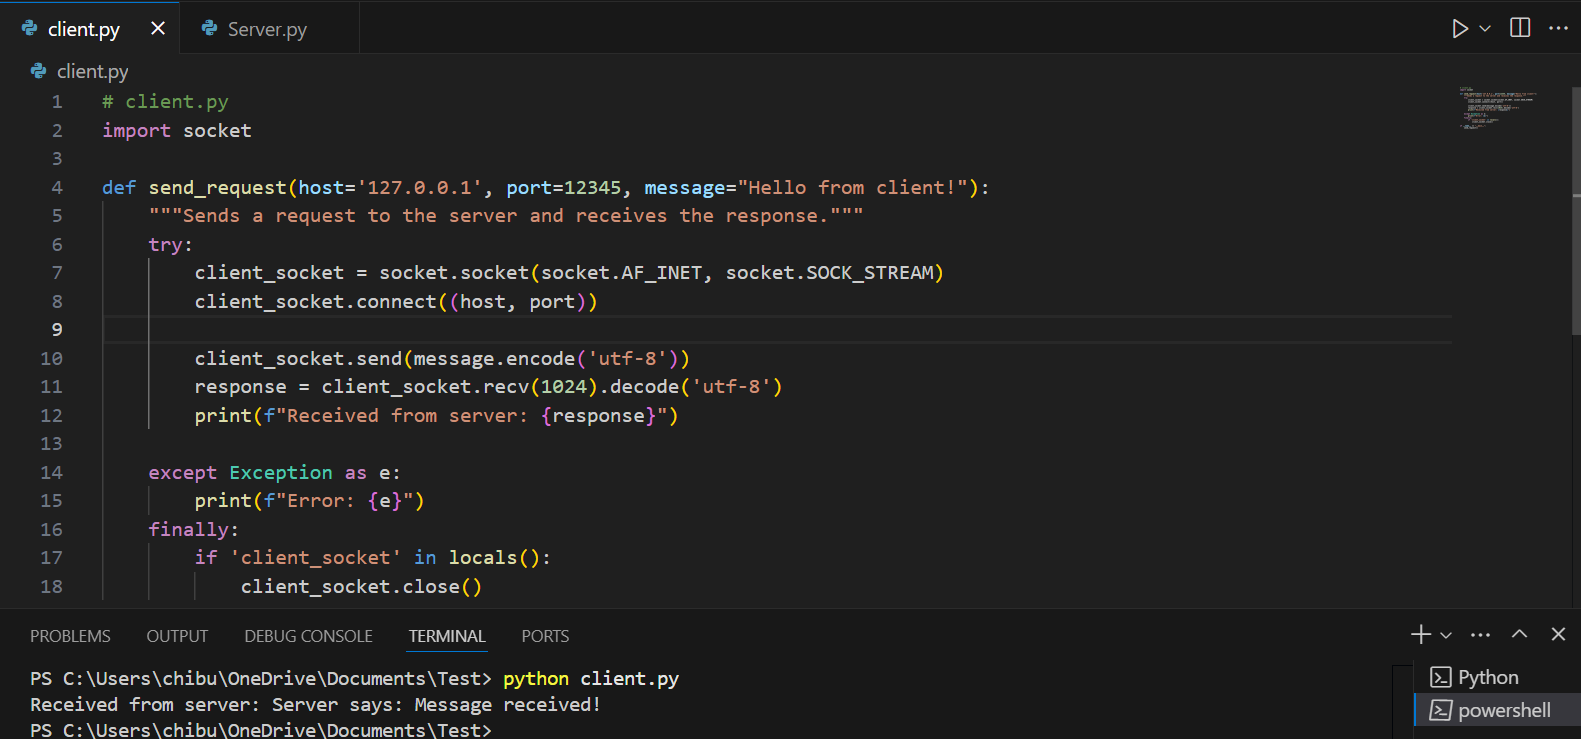 client.py
Server.py
client.py
1 # client.py
2 import socket
3
4 def send_request(host='127.0.0.1', port=12345, message="Hello from client!"):
5     """Sends a request to the server and receives the response."""
6     try:
7         client_socket = socket.socket(socket.AF_INET, socket.SOCK_STREAM)
8         client_socket.connect((host, port))
9
10         client_socket.send(message.encode('utf-8'))
11         response = client_socket.recv(1024).decode('utf-8')
12         print(f"Received from server: {response}")
13
14     except Exception as e:
15         print(f"Error: {e}")
16     finally:
17         if 'client_socket' in locals():
18             client_socket.close()
PROBLEMS OUTPUT DEBUG CONSOLE TERMINAL PORTS
PS C:\Users\chibu\OneDrive\Documents\Test> python client.py
Received from server: Server says: Message received!
PS C:\Users\chibu\OneDrive\Documents\Test>
Python
powershell